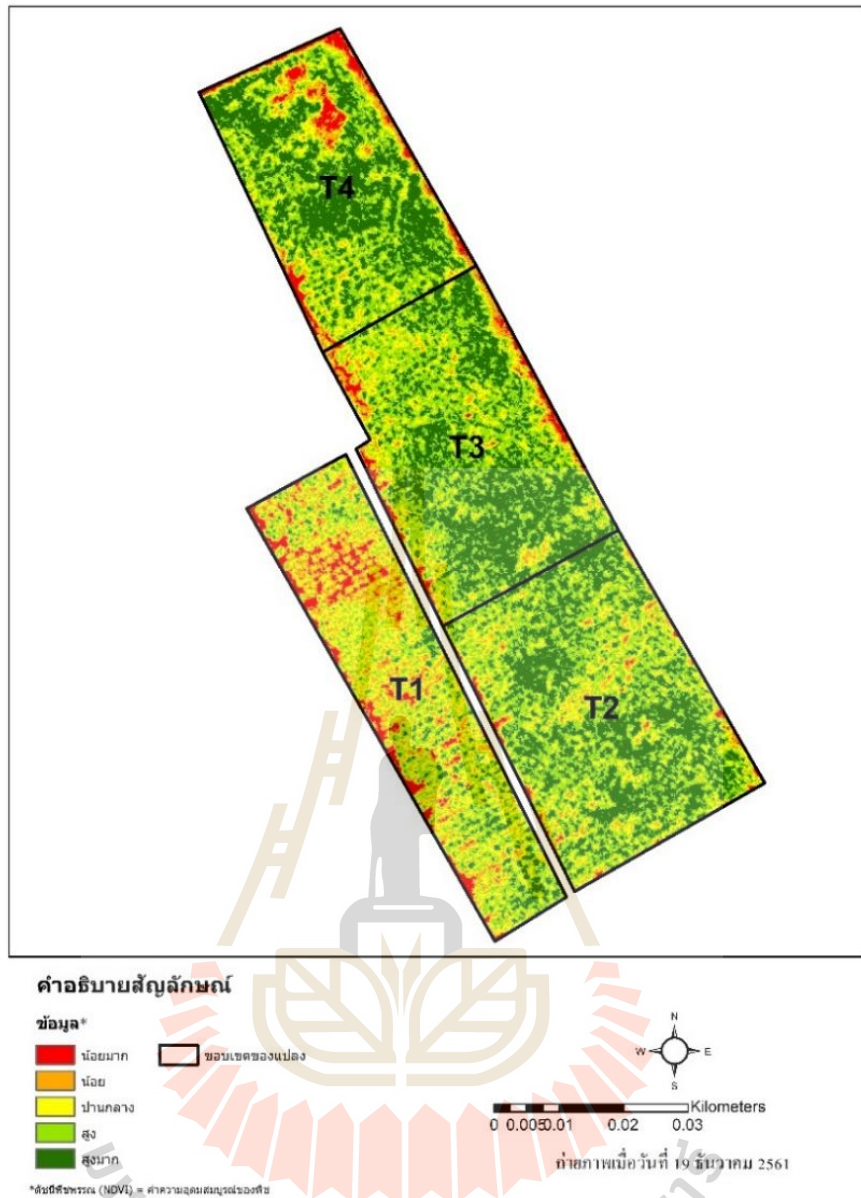 T4
T3
T1
T2
คำอธิบายสัญลักษณ์
ข้อมูล*
น้อยมาก
ขอบเขตของแปลง
น้อย
ปานกลาง
สูง
สูงมาก
*ดัชนีพืชพรรณ (NDVI) = ค่าความอุดมสมบูรณ์ของพืช
N
W
E
S
Kilometers
0 0.0050.01 0.02 0.03
ถ่ายภาพเมื่อวันที่ 19 ธันวาคม 2561